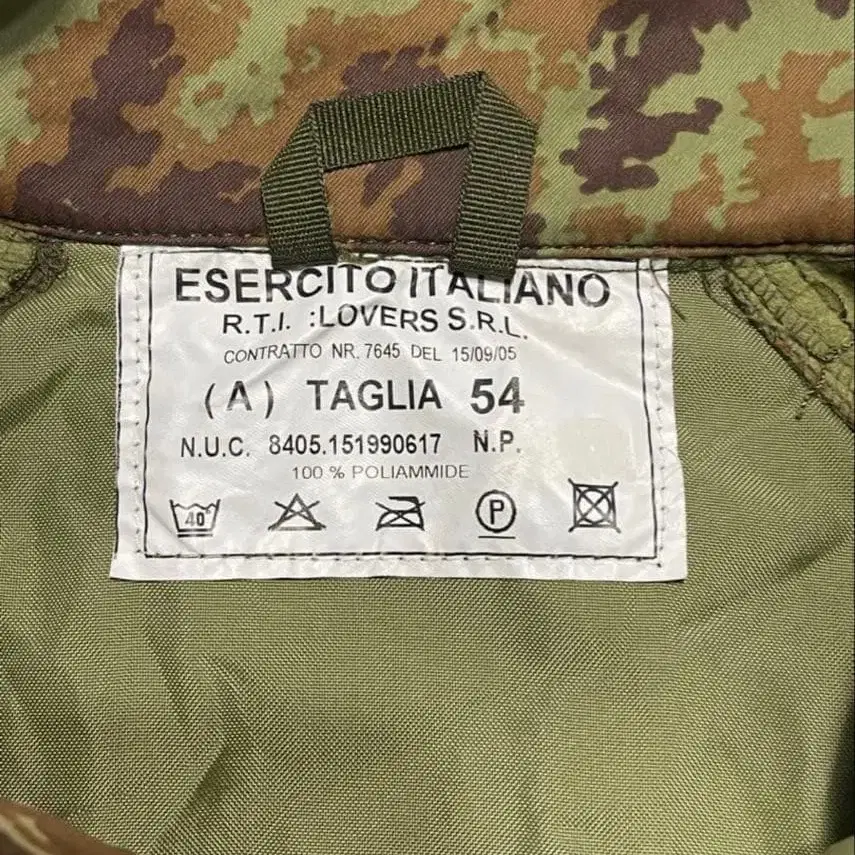 ESERCITO ITALIANO
R.T.I. :LOVERS S.R.L.
CONTRATTO NR. 7645 DEL 15/09/05
(A) TAGLIA 54
N.U.C. 8405.151990617 N.P.
100 % POLIAMMIDE
40° P